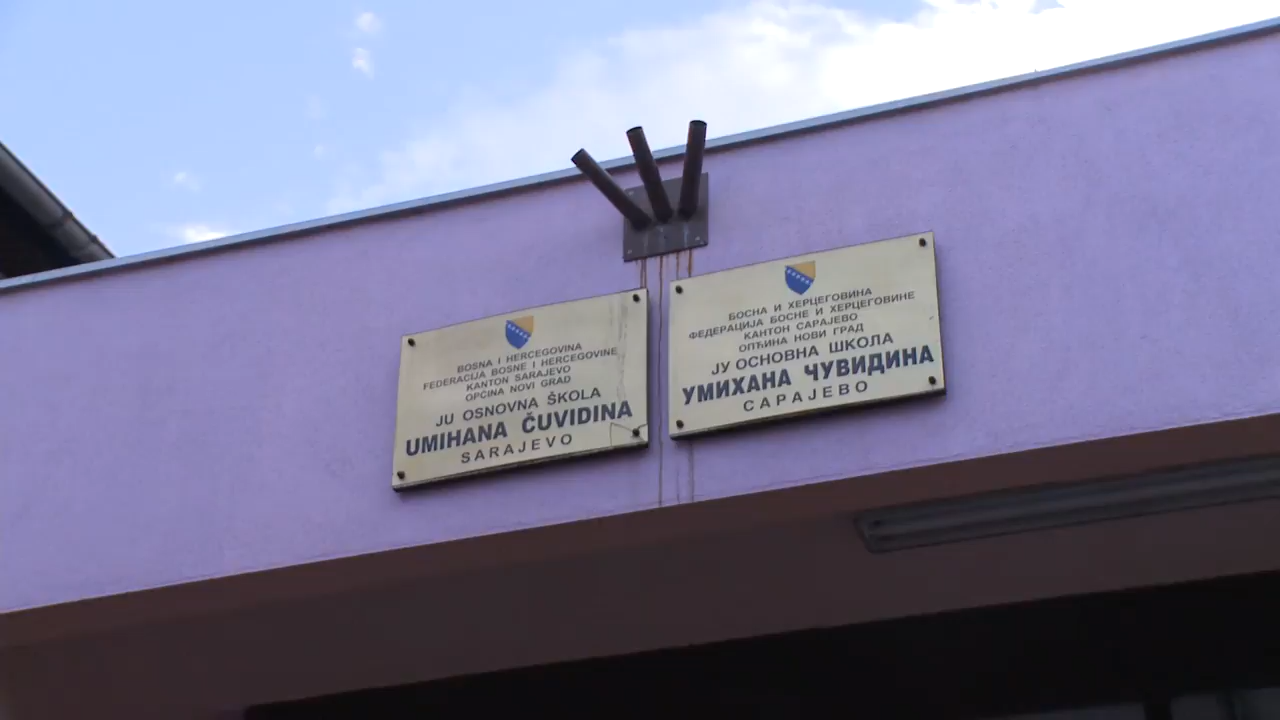 BOSNA I HERCEGOVINA
FEDERACIJA BOSNE I HERCEGOVINE
KANTON SARAJEVO
OPĆINA NOVI GRAD
JU OSNOVNA ŠKOLA
UMIHANA ČUVIDINA
SARAJEVO
БОСНА И ХЕРЦЕГОВИНА
ФЕДЕРАЦИЈА БОСНЕ И ХЕРЦЕГОВИНЕ
КАНТОН САРАЈЕВО
ОПЋИНА НОВИ ГРАД
ЈУ ОСНОВНА ШКОЛА
УМИХАНА ЧУВИДИНА
САРАЈЕВО